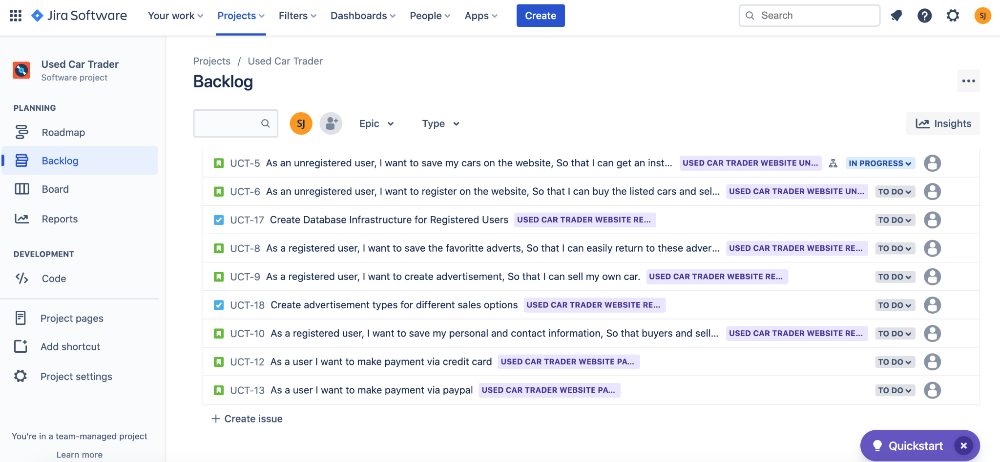 Jira Software Your work Projects Filters Dashboards People Apps Create Search SJ
Used Car Trader
Software project
PLANNING
Roadmap
Backlog
Board
Reports
DEVELOPMENT
Code
Project pages
Add shortcut
Project settings
You're in a team-managed project
Learn more
Projects / Used Car Trader
Backlog
SJ Epic Type Insights
UCT-5 As an unregistered user, I want to save my cars on the website, So that I can get an inst... USED CAR TRADER WEBSITE UN... IN PROGRESS
UCT-6 As an unregistered user, I want to register on the website, So that I can buy the listed cars and sel... USED CAR TRADER WEBSITE UN... TO DO
UCT-17 Create Database Infrastructure for Registered Users USED CAR TRADER WEBSITE RE... TO DO
UCT-8 As a registered user, I want to save the favoritte adverts, So that I can easily return to these adver... USED CAR TRADER WEBSITE RE... TO DO
UCT-9 As a registered user, I want to create advertisement, So that I can sell my own car. USED CAR TRADER WEBSITE RE... TO DO
UCT-18 Create advertisement types for different sales options USED CAR TRADER WEBSITE RE... TO DO
UCT-10 As a registered user, I want to save my personal and contact information, So that buyers and sell... USED CAR TRADER WEBSITE RE... TO DO
UCT-12 As a user I want to make payment via credit card USED CAR TRADER WEBSITE PA... TO DO
UCT-13 As a user I want to make payment via paypal USED CAR TRADER WEBSITE PA... TO DO
+ Create issue
Quickstart